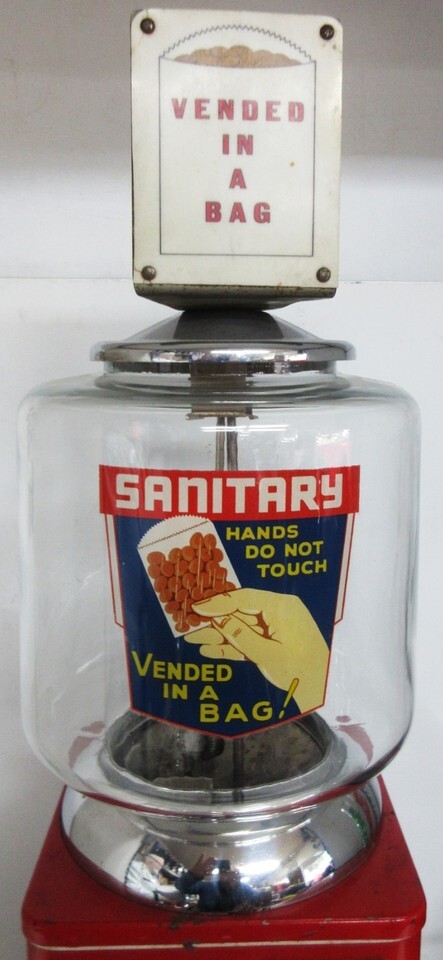 VENDED
IN
A
BAG
SANITARY
HANDS
DO NOT
TOUCH
VENDED
IN A
BAG!